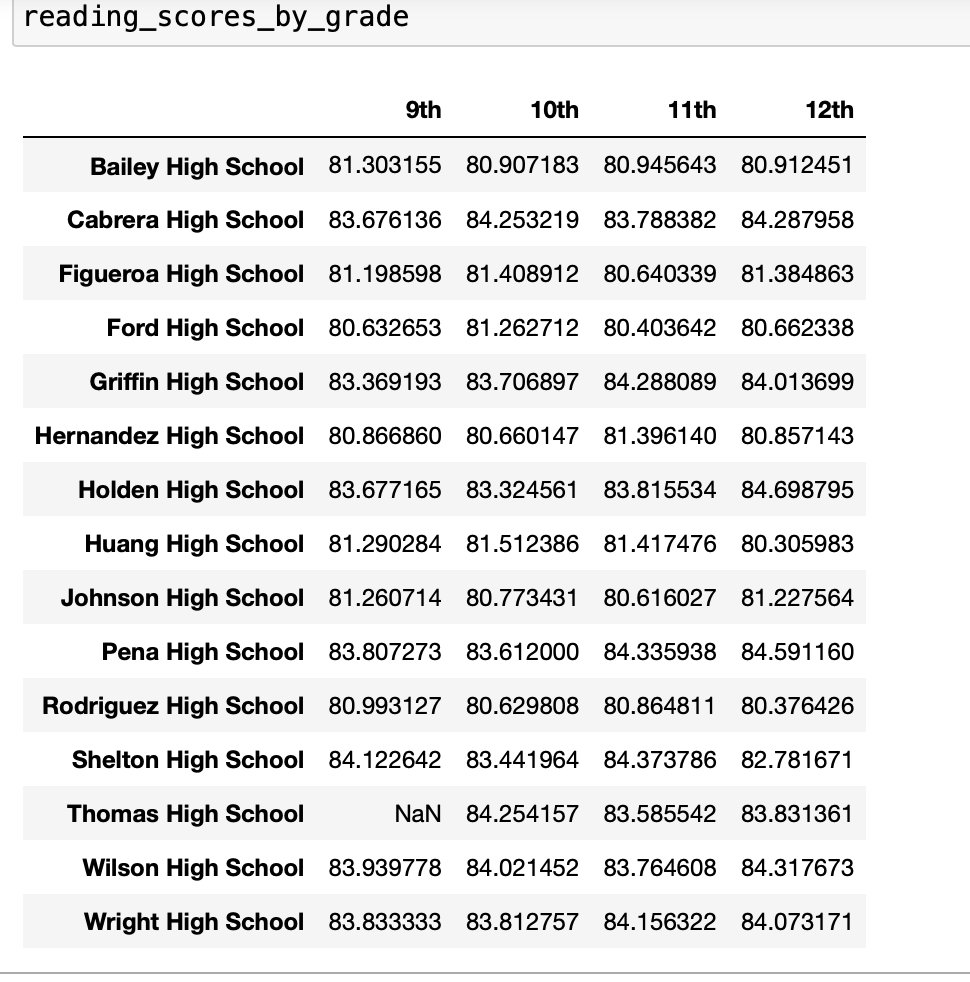 reading_scores_by_grade
9th 10th 11th 12th
Bailey High School 81.303155 80.907183 80.945643 80.912451
Cabrera High School 83.676136 84.253219 83.788382 84.287958
Figueroa High School 81.198598 81.408912 80.640339 81.384863
Ford High School 80.632653 81.262712 80.403642 80.662338
Griffin High School 83.369193 83.706897 84.288089 84.013699
Hernandez High School 80.866860 80.660147 81.396140 80.857143
Holden High School 83.677165 83.324561 83.815534 84.698795
Huang High School 81.290284 81.512386 81.417476 80.305983
Johnson High School 81.260714 80.773431 80.616027 81.227564
Pena High School 83.807273 83.612000 84.335938 84.591160
Rodriguez High School 80.993127 80.629808 80.864811 80.376426
Shelton High School 84.122642 83.441964 84.373786 82.781671
Thomas High School NaN 84.254157 83.585542 83.831361
Wilson High School 83.939778 84.021452 83.764608 84.317673
Wright High School 83.833333 83.812757 84.156322 84.073171